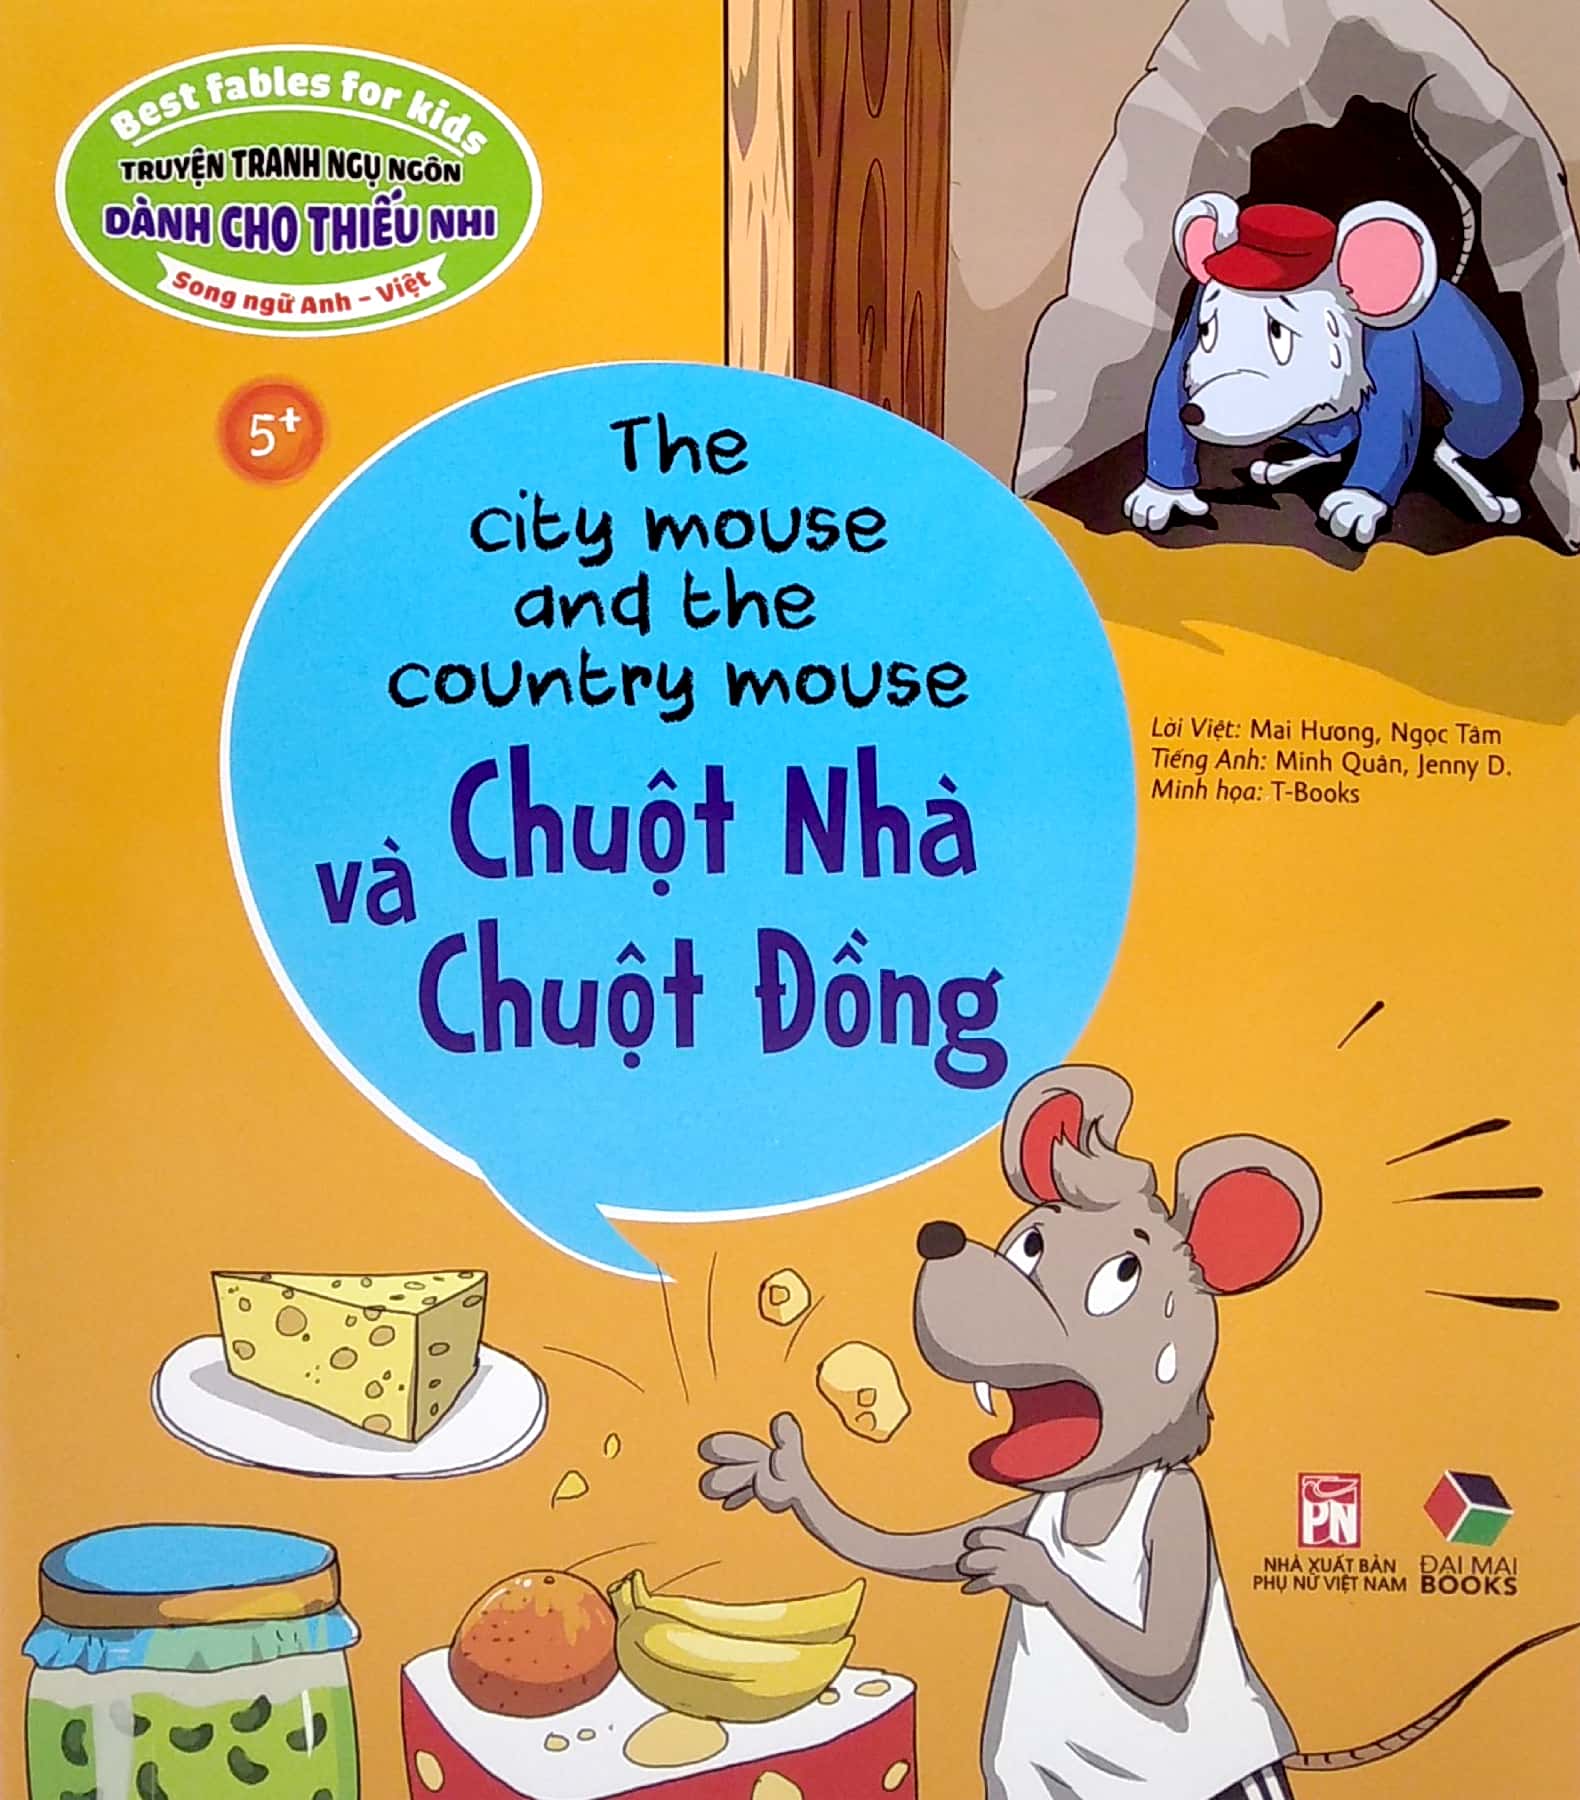 Best fables for kids
TRUYỆN TRANH NGỤ NGÔN
DÀNH CHO THIẾU NHI
Song ngữ Anh - Việt
5+
The
city mouse
and the
country mouse
Chuột Nhà
và
Chuột Đồng
Lời Việt: Mai Hương, Ngọc Tâm
Tiếng Anh: Minh Quân, Jenny D.
Minh họa: T-Books
PN
NHÀ XUẤT BẢN
PHỤ NỮ VIỆT NAM
ĐẠI MAI
BOOKS